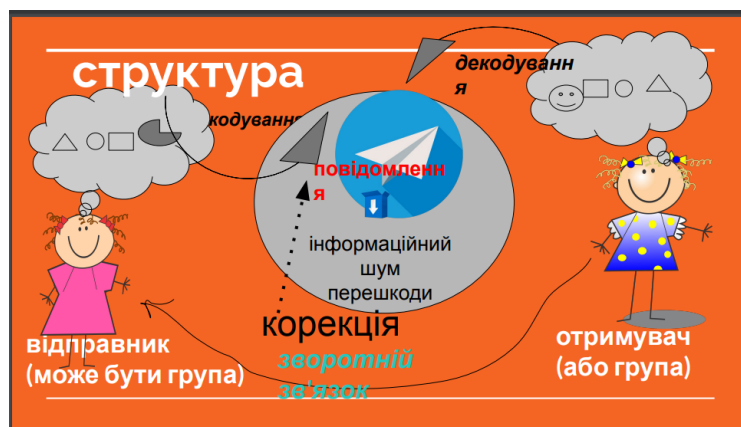 структура
декодуванн
я
кодування
повідомленн
я
інформаційний
шум
перешкоди
корекція
відправник
(може бути група)
зворотній
зв'язок
отримувач
(або група)